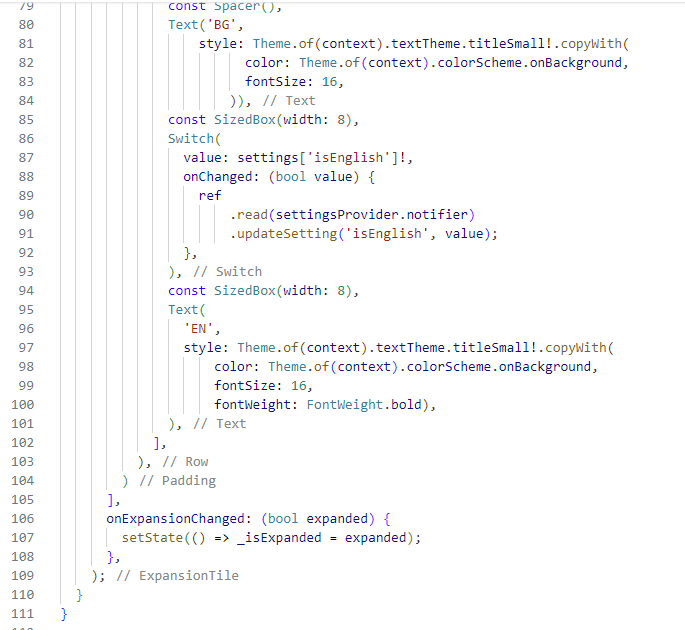 79 const Spacer(),
80 Text('BG',
81 style: Theme.of(context).textTheme.titleSmall!.copyWith(
82 color: Theme.of(context).colorScheme.onBackground,
83 fontSize: 16,
84 )), // Text
85 const SizedBox(width: 8),
86 Switch(
87 value: settings['isEnglish']!,
88 onChanged: (bool value) {
89 ref
90 .read(settingsProvider.notifier)
91 .updateSetting('isEnglish', value);
92 },
93 ), // Switch
94 const SizedBox(width: 8),
95 Text(
96 'EN',
97 style: Theme.of(context).textTheme.titleSmall!.copyWith(
98 color: Theme.of(context).colorScheme.onBackground,
99 fontSize: 16,
100 fontWeight: FontWeight.bold),
101 ), // Text
102 ],
103 ), // Row
104 ) // Padding
105 ],
106 onExpansionChanged: (bool expanded) {
107 setState(() => _isExpanded = expanded);
108 },
109 ); // ExpansionTile
110 }
111 }